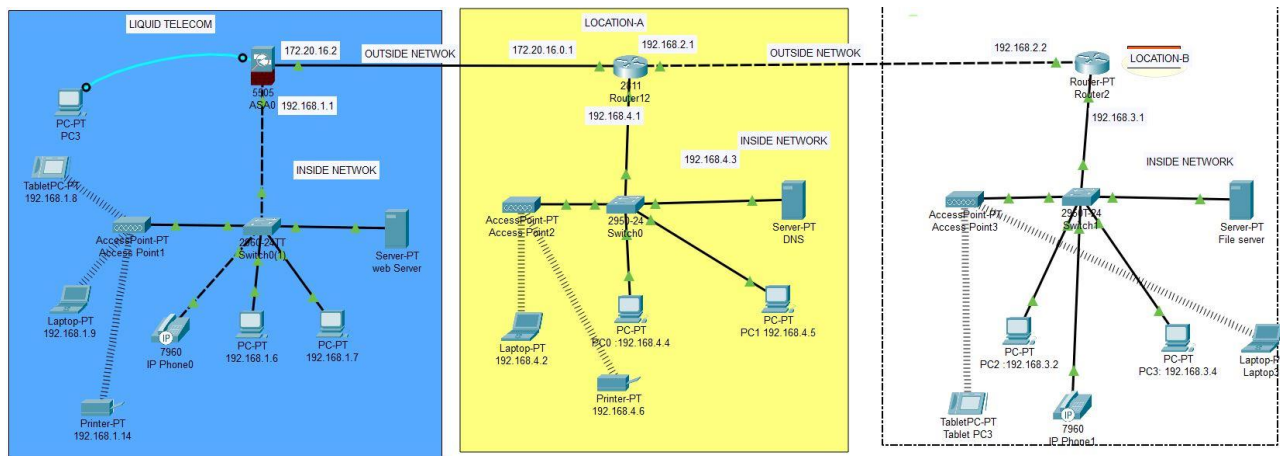 LIQUID TELECOM
172.20.16.2
OUTSIDE NETWOK
5505
ASA0
192.168.1.1
PC-PT
PC3
INSIDE NETWOK
TabletPC-PT
192.168.1.8
AccessPoint-PT
Access Point1
2960-24TT
Switch0(1)
Server-PT
web Server
Laptop-PT
192.168.1.9
7960
IP Phone0
PC-PT
192.168.1.6
PC-PT
192.168.1.7
Printer-PT
192.168.1.14
LOCATION-A
172.20.16.0.1
192.168.2.1
OUTSIDE NETWOK
2811
Router12
192.168.4.1
INSIDE NETWORK
192.168.4.3
AccessPoint-PT
Access Point2
2950-24
Switch0
Server-PT
DNS
Laptop-PT
192.168.4.2
PC-PT
PC0 :192.168.4.4
PC-PT
PC1 192.168.4.5
Printer-PT
192.168.4.6
192.168.2.2
LOCATION-B
Router-PT
Router2
192.168.3.1
INSIDE NETWORK
AccessPoint-PT
Access Point3
2950T-24
Switch1
Server-PT
File server
PC-PT
PC2 :192.168.3.2
PC-PT
PC3: 192.168.3.4
Laptop3
TabletPC-PT
Tablet PC3
7960
IP Phone1